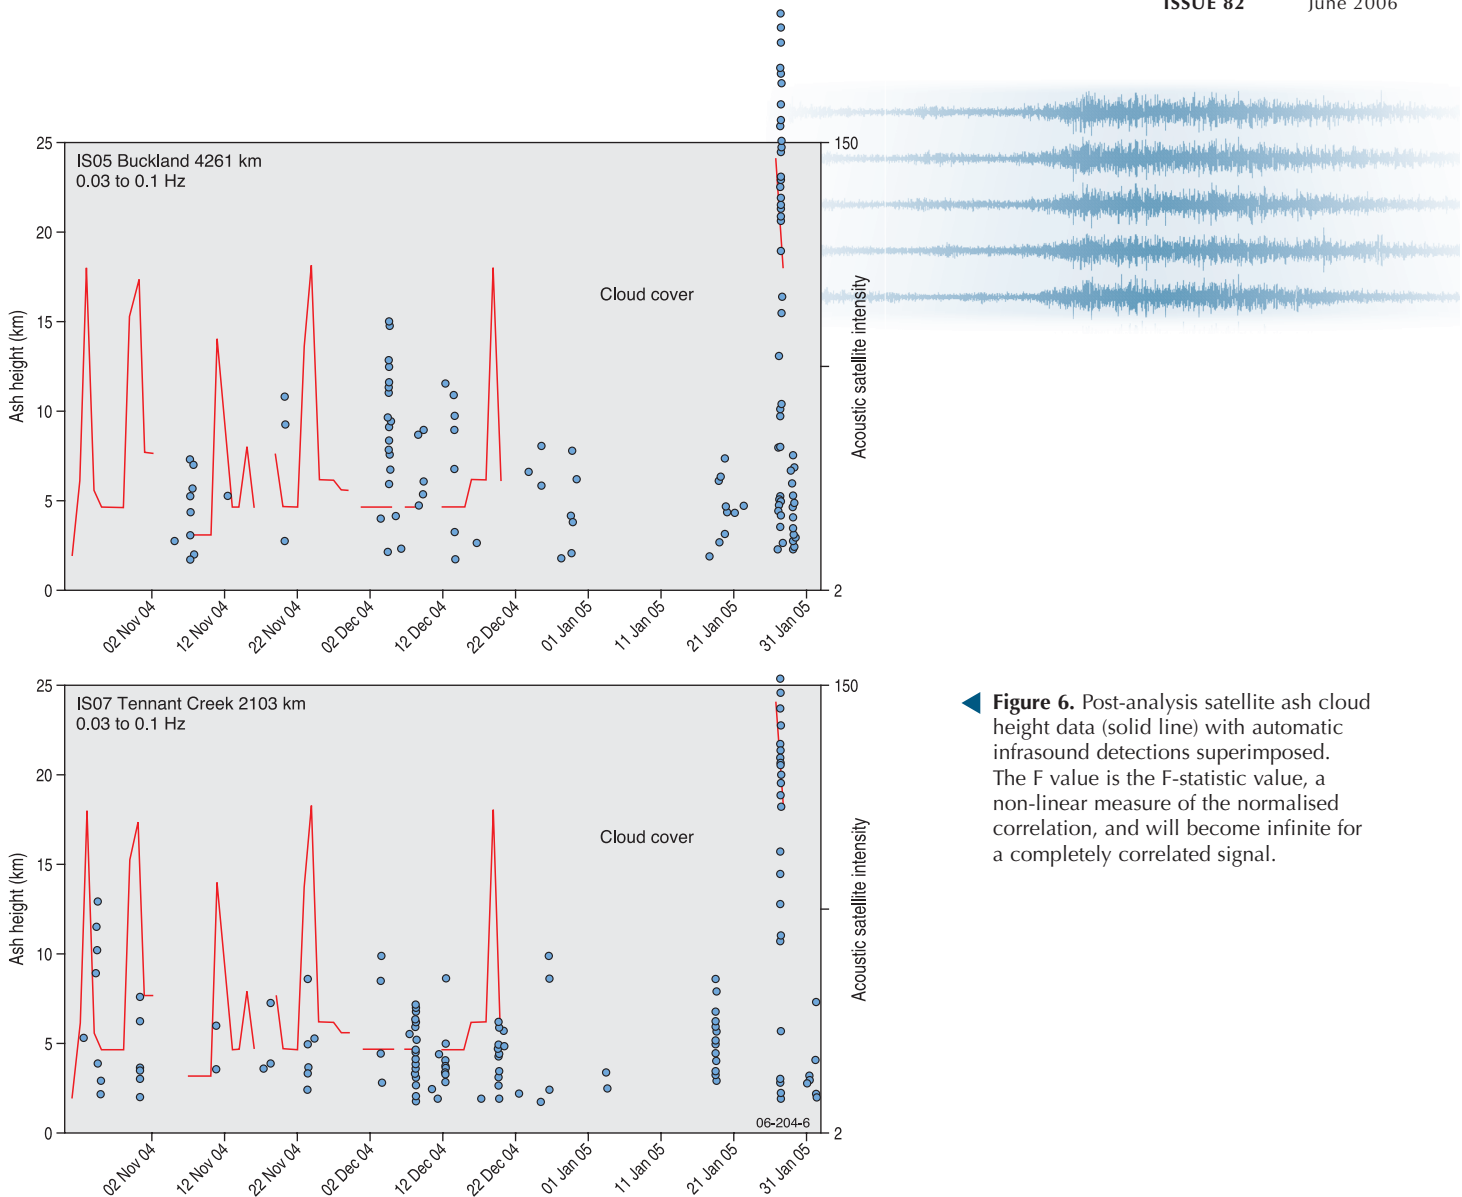 ISSUE 82 June 2006
IS05 Buckland 4261 km
0.03 to 0.1 Hz
Cloud cover
25
20
15
10
5
0
Ash height (km)
150
2
Acoustic satellite intensity
02 Nov 04
12 Nov 04
22 Nov 04
02 Dec 04
12 Dec 04
22 Dec 04
01 Jan 05
11 Jan 05
21 Jan 05
31 Jan 05
IS07 Tennant Creek 2103 km
0.03 to 0.1 Hz
Cloud cover
25
20
15
10
5
0
Ash height (km)
150
2
Acoustic satellite intensity
06-204-6
02 Nov 04
12 Nov 04
22 Nov 04
02 Dec 04
12 Dec 04
22 Dec 04
01 Jan 05
11 Jan 05
21 Jan 05
31 Jan 05
Figure 6. Post-analysis satellite ash cloud
height data (solid line) with automatic
infrasound detections superimposed.
The F value is the F-statistic value, a
non-linear measure of the normalised
correlation, and will become infinite for
a completely correlated signal.